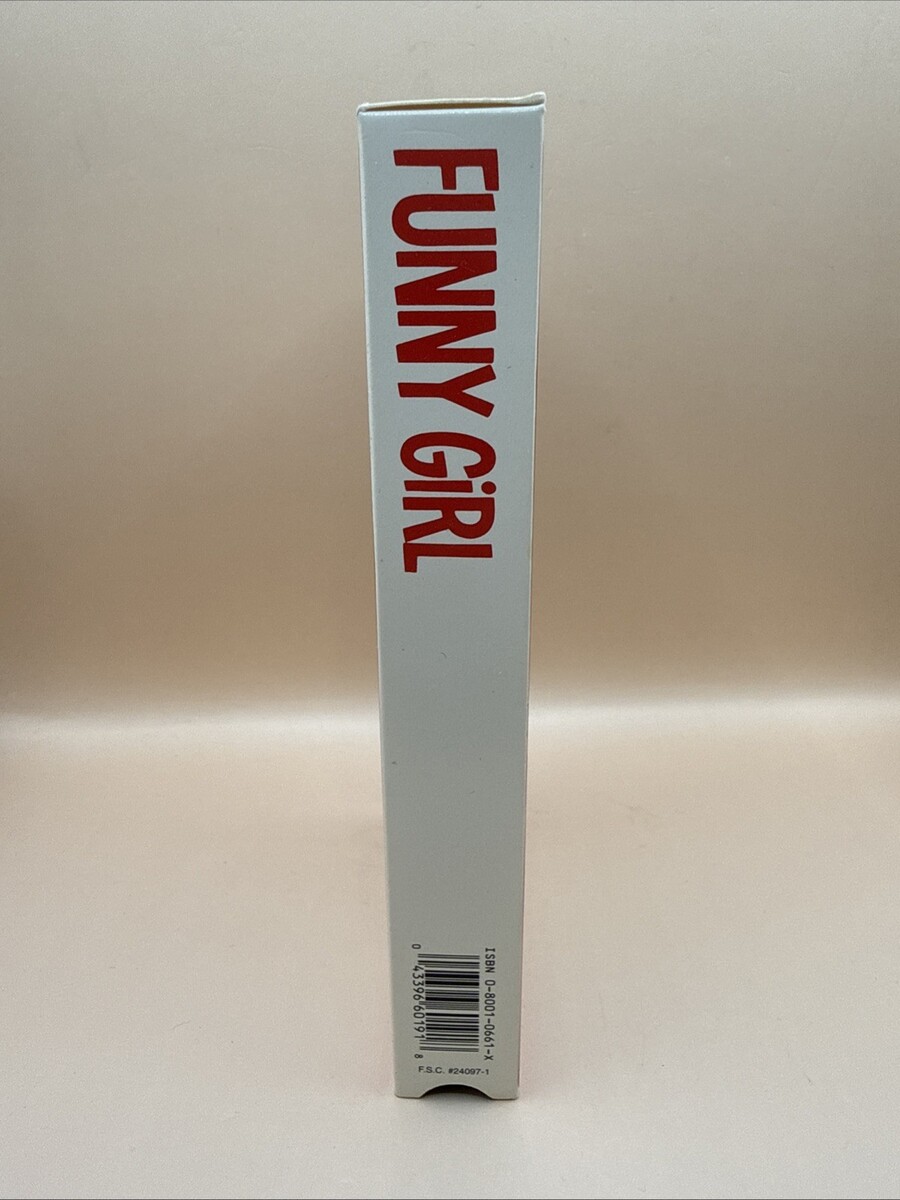 FUNNY GiRL
ISBN 0-8001-0661-X
0 43396 60191 8
F.S.C. #24097-1